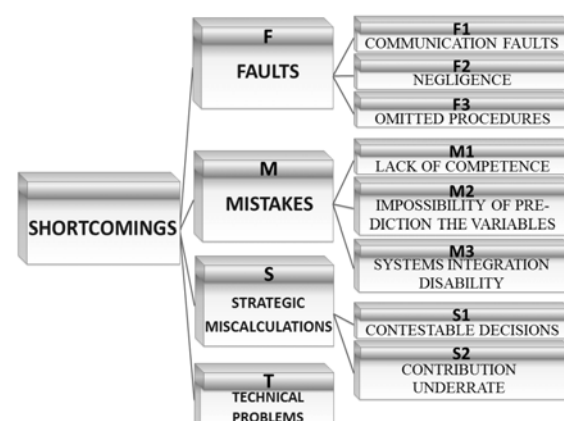 SHORTCOMINGS
F
FAULTS
F1
COMMUNICATION FAULTS
F2
NEGLIGENCE
F3
OMITTED PROCEDURES
M
MISTAKES
M1
LACK OF COMPETENCE
M2
IMPOSSIBILITY OF PRE-
DICTION THE VARIABLES
M3
SYSTEMS INTEGRATION
DISABILITY
S
STRATEGIC
MISCALCULATIONS
S1
CONTESTABLE DECISIONS
S2
CONTRIBUTION
UNDERRATE
T
TECHNICAL
PROBLEMS